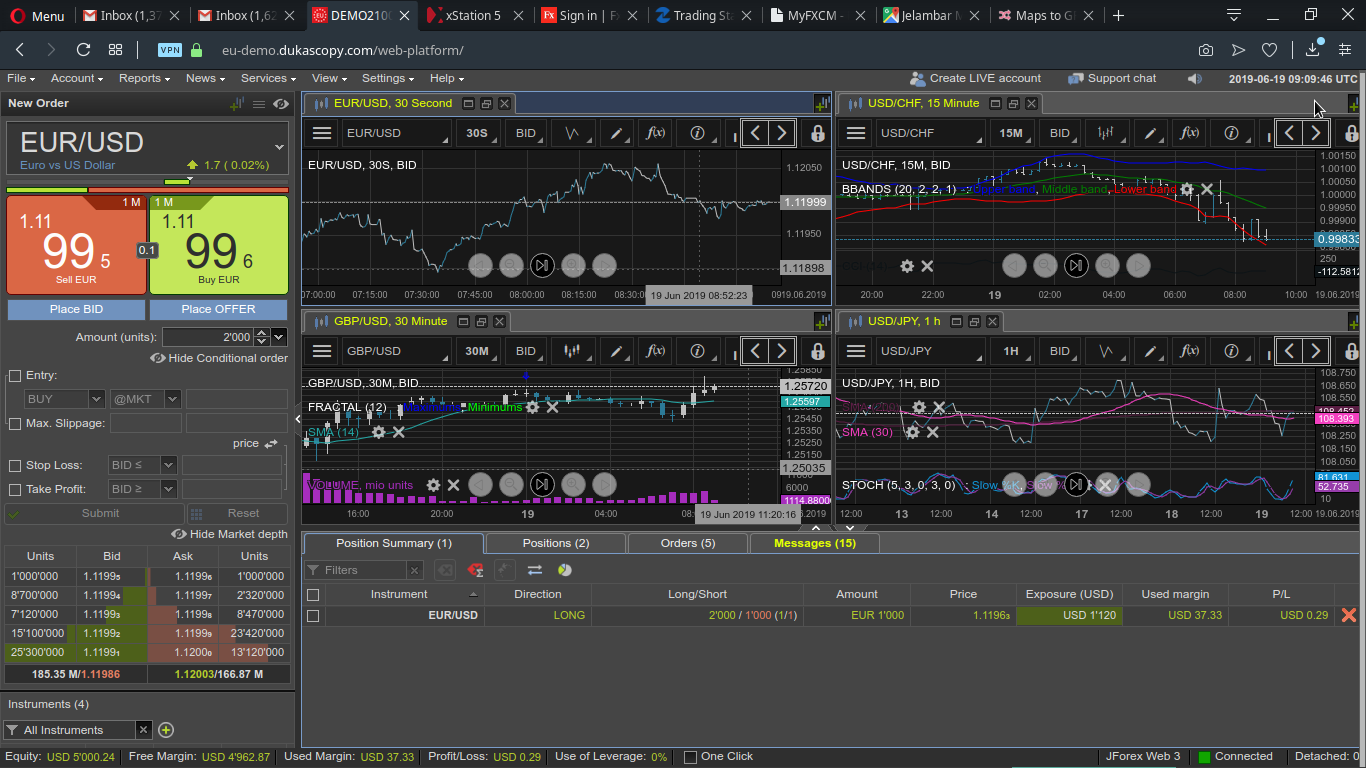 Menu Inbox (1,37 Inbox (1,62 DEMO210 xStation 5 Sign in | F Trading St MyFXCM - Jelambar M Maps to G
VPN eu-demo.dukascopy.com/web-platform/
File Account Reports News Services View Settings Help Create LIVE account Support chat 2019-06-19 09:09:46 UTC
New Order
EUR/USD
Euro vs US Dollar 1.7 ( 0.02%)
1 M 1 M
1.11 1.11
99 5 0.1 99 6
Sell EUR Buy EUR
Place BID Place OFFER
Amount (units): 2'000
Hide Conditional order
Entry:
BUY @MKT
Max. Slippage:
price
Stop Loss: BID ≤
Take Profit: BID ≥
Submit Reset
Hide Market depth
Units Bid Ask Units
1'000'000 1.11995 1.11996 1'000'000
8'700'000 1.11994 1.11997 2'320'000
7'120'000 1.11993 1.11998 8'470'000
15'100'000 1.11992 1.11999 23'420'000
25'300'000 1.11991 1.12000 13'120'000
185.35 M/1.11986 1.12003/166.87 M
Instruments (4)
All Instruments
EUR/USD, 30 Second
EUR/USD 30S BID f(x)
EUR/USD, 30S, BID
1.12050
1.11999
1.11950
1.11898
07:00:00 07:15:00 07:30:00 07:45:00 08:00:00 08:15:00 08:30:00 19 Jun 2019 08:52:23 19.06.2019
USD/CHF, 15 Minute
USD/CHF 15M BID f(x)
USD/CHF, 15M, BID
BBANDS (20, 2, 2, 1) : Upper band, Middle band, Lower band
1.00150
1.00100
1.00050
1.00000
0.99950
0.99900
0.99833
250
-112.5812
20:00 22:00 19 02:00 04:00 06:00 08:00 10:00 19.06.2019
GBP/USD, 30 Minute
GBP/USD 30M BID f(x)
GBP/USD, 30M, BID
FRACTAL (12) : Maximums, Minimums
SMA (14)
VOLUME, mio units
1.25850
1.25720
1.25597
1.25450
1.25350
1.25250
1.25150
1.25035
6000
1114.88000
16:00 20:00 19 04:00 19 Jun 2019 11:20:16
USD/JPY, 1 h
USD/JPY 1H BID f(x)
USD/JPY, 1H, BID
SMA (30)
STOCH (5, 3, 0, 3, 0) : Slow %K, Slow %
108.750
108.650
108.550
108.393
108.250
108.150
108.050
81.631
52.735
10
12:00 13 12:00 14 12:00 17 12:00 18 12:00 19 12:00 19.06.2019
Position Summary (1) Positions (2) Orders (5) Messages (15)
Filters
Instrument Direction Long/Short Amount Price Exposure (USD) Used margin P/L
EUR/USD LONG 2'000 / 1'000 (1/1) EUR 1'000 1.11963 USD 1'120 USD 37.33 USD 0.29
Equity: USD 5'000.24 Free Margin: USD 4'962.87 Used Margin: USD 37.33 Profit/Loss: USD 0.29 Use of Leverage: 0% One Click JForex Web 3 Connected Detached: 0